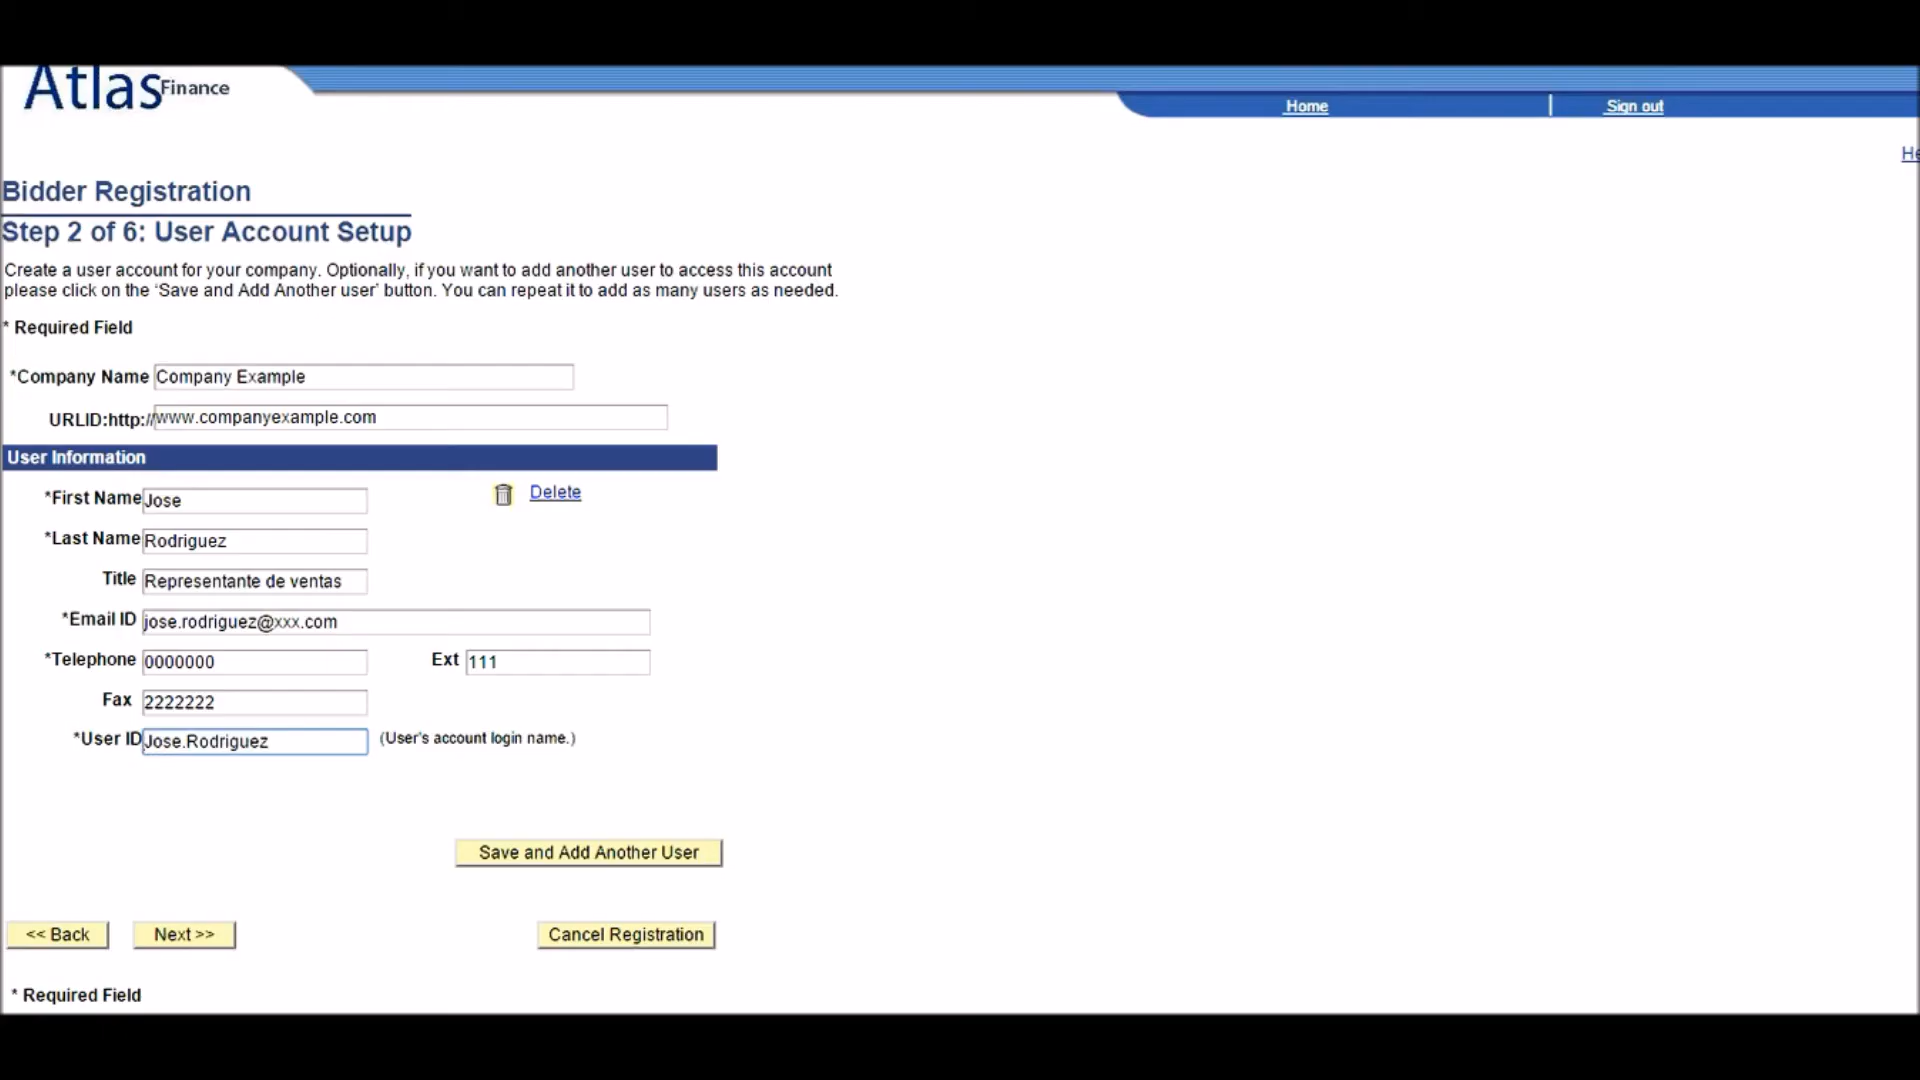 Atlas Finance
Home
Sign out
Bidder Registration
Step 2 of 6: User Account Setup
Create a user account for your company. Optionally, if you want to add another user to access this account
please click on the ‘Save and Add Another user’ button. You can repeat it to add as many users as needed.
* Required Field
*Company Name Company Example
URLID:http://www.companyexample.com
User Information
*First Name Jose
Delete
*Last Name Rodriguez
Title Representante de ventas
*Email ID jose.rodriguez@xxx.com
*Telephone 0000000 Ext 111
Fax 2222222
*User ID Jose.Rodriguez (User's account login name.)
Save and Add Another User
<< Back Next >> Cancel Registration
* Required Field